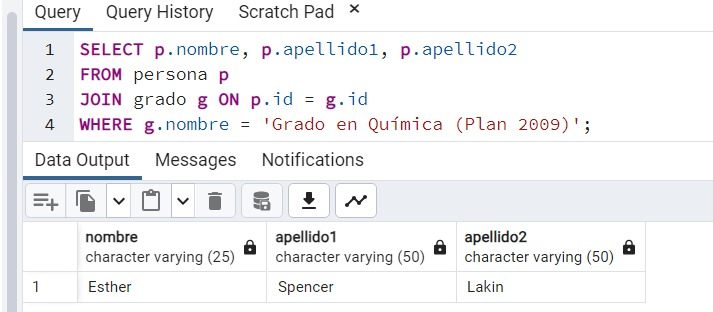 Query Query History Scratch Pad ×
1 SELECT p.nombre, p.apellido1, p.apellido2
2 FROM persona p
3 JOIN grado g ON p.id = g.id
4 WHERE g.nombre = 'Grado en Química (Plan 2009)';
Data Output Messages Notifications
nombre apellido1 apellido2
character varying (25) character varying (50) character varying (50)
1 Esther Spencer Lakin